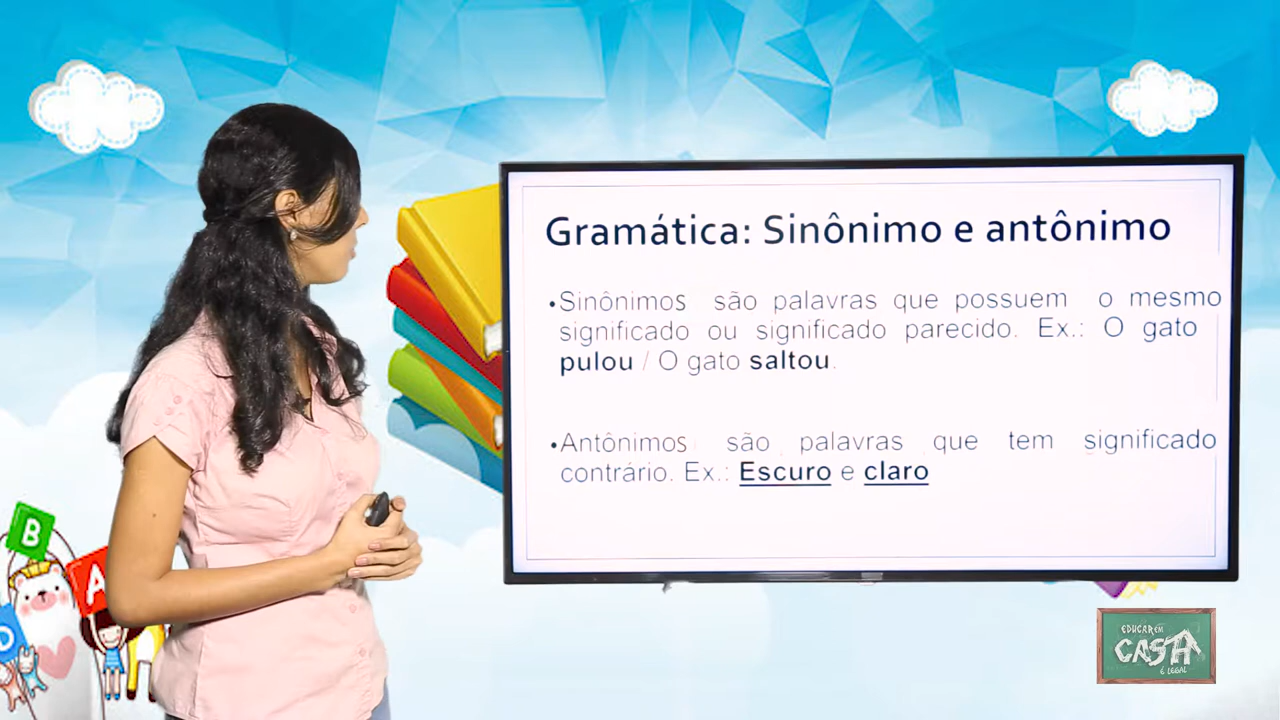 Gramática: Sinônimo e antônimo
•Sinônimos são palavras que possuem o mesmo
significado ou significado parecido. Ex.: O gato
pulou / O gato saltou.
•Antônimos são palavras que tem significado
contrário. Ex.: Escuro e claro
B
A
EDUCAR EM
CASA
É LEGAL